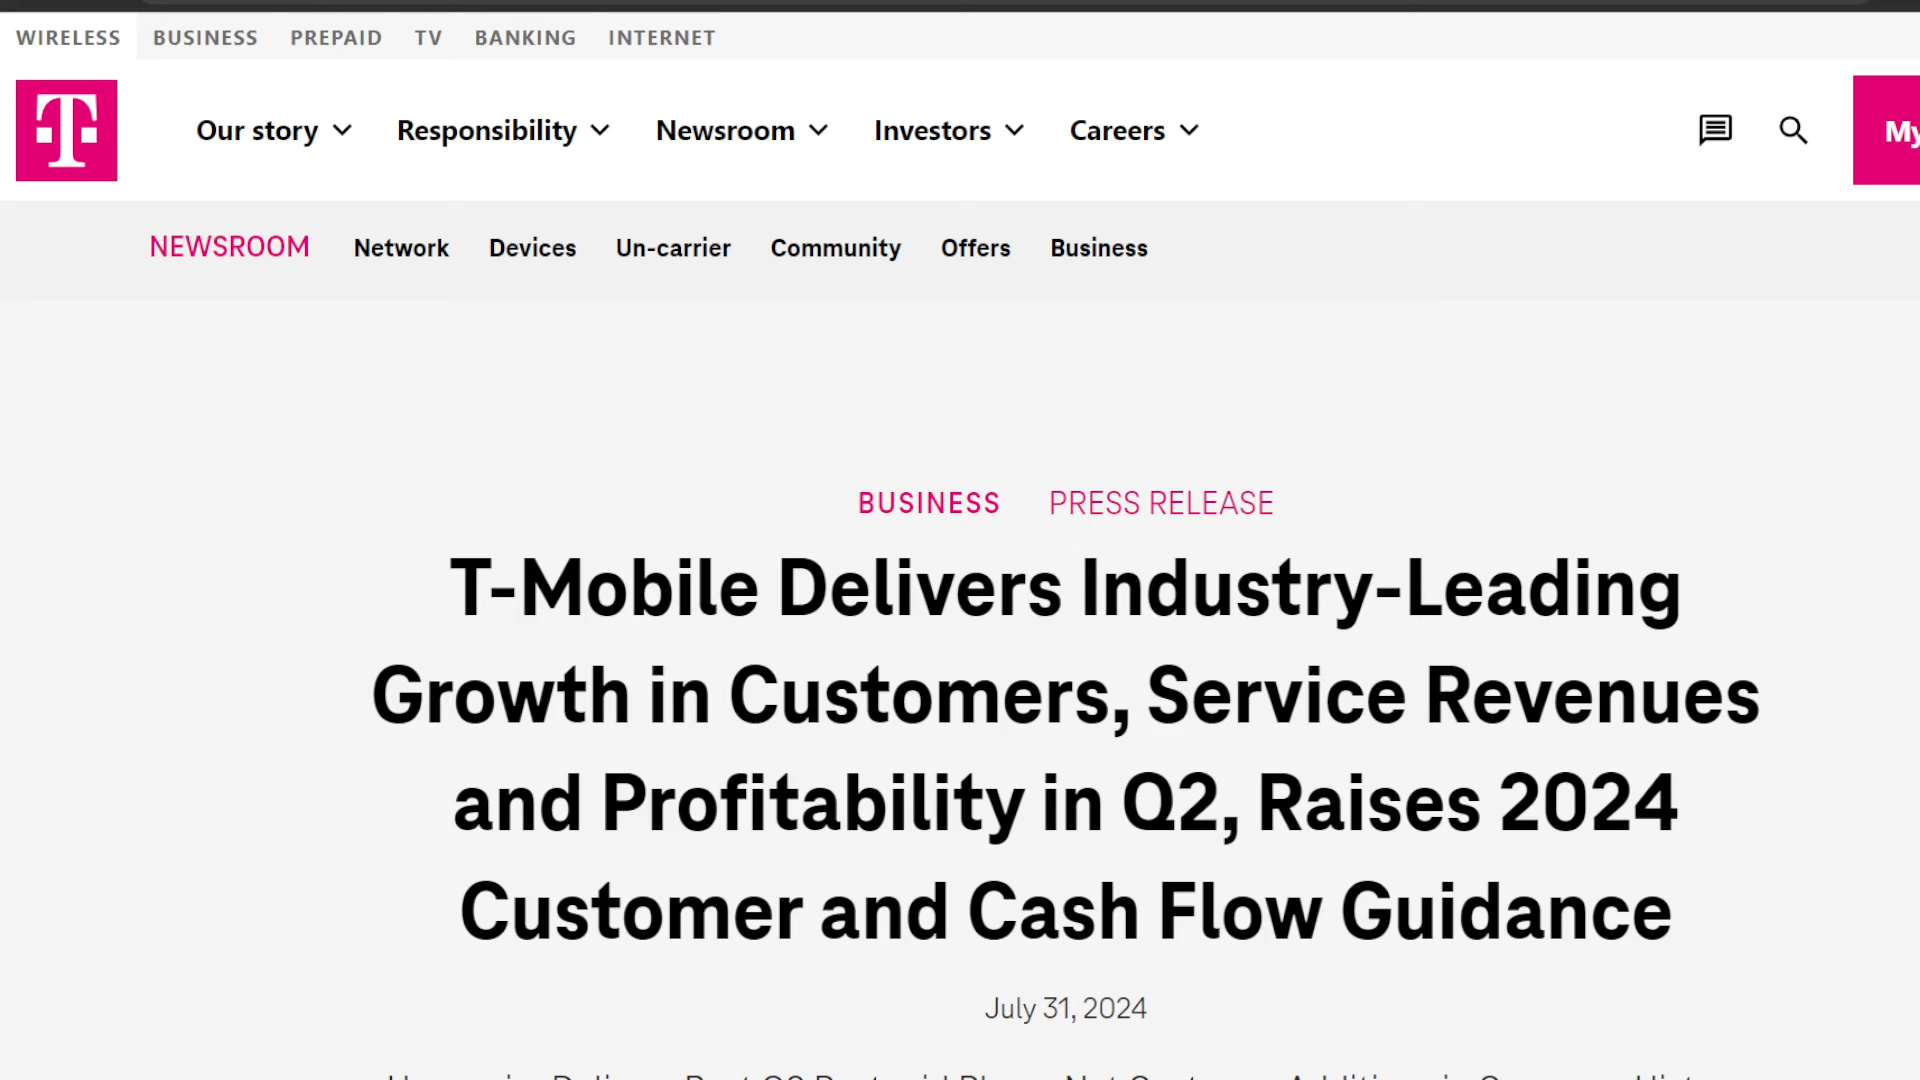 WIRELESS BUSINESS PREPAID TV BANKING INTERNET
T
Our story Responsibility Newsroom Investors Careers
My
NEWSROOM Network Devices Un-carrier Community Offers Business
BUSINESS PRESS RELEASE
T-Mobile Delivers Industry-Leading
Growth in Customers, Service Revenues
and Profitability in Q2, Raises 2024
Customer and Cash Flow Guidance
July 31, 2024